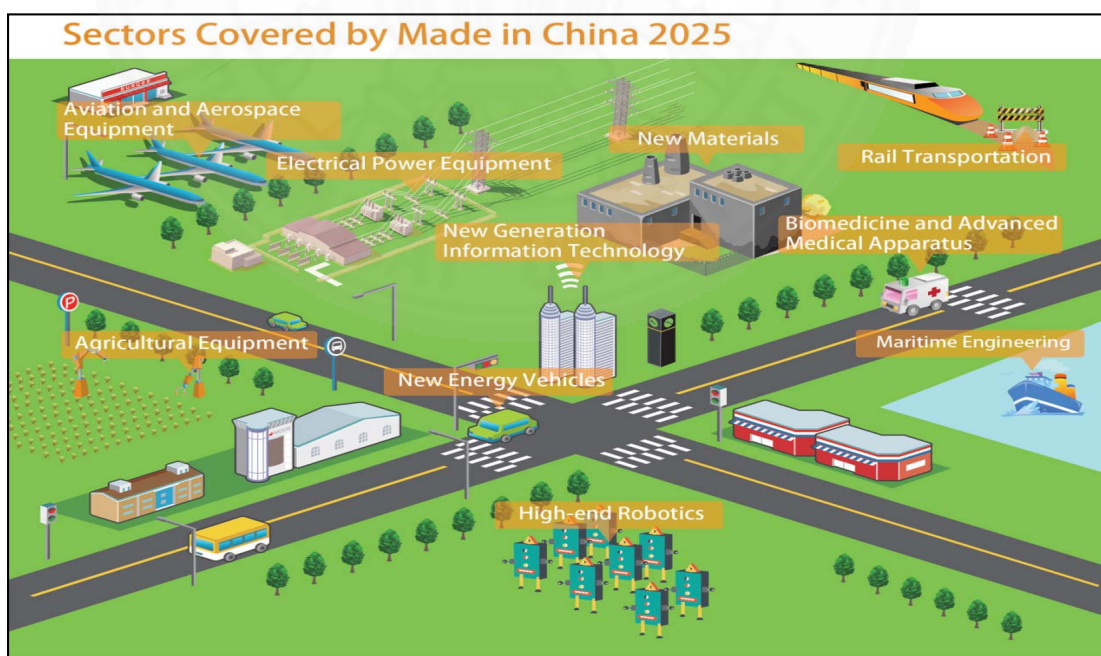 Sectors Covered by Made in China 2025
BURGER
Aviation and Aerospace
Equipment
Electrical Power Equipment
New Materials
Rail Transportation
New Generation
Information Technology
Biomedicine and Advanced
Medical Apparatus
P
Agricultural Equipment
Maritime Engineering
New Energy Vehicles
High-end Robotics